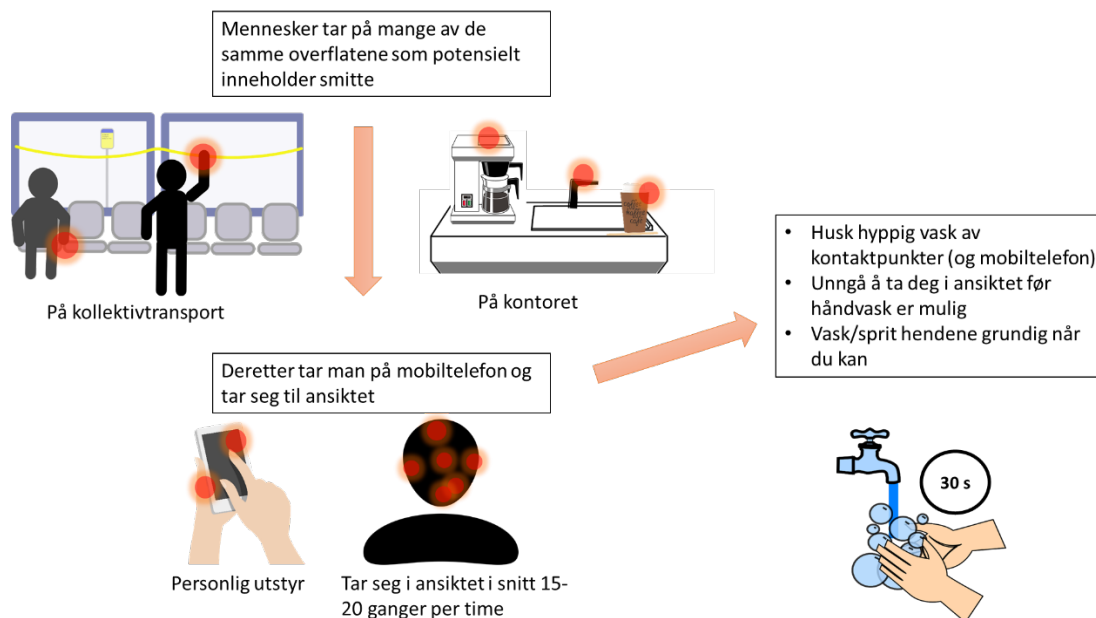 Mennesker tar på mange av de
samme overflatene som potensielt
inneholder smitte
På kollektivtransport
På kontoret
Deretter tar man på mobiltelefon og
tar seg til ansiktet
Personlig utstyr
Tar seg i ansiktet i snitt 15-
20 ganger per time
• Husk hyppig vask av
kontaktpunkter (og mobiltelefon)
• Unngå å ta deg i ansiktet før
håndvask er mulig
• Vask/sprit hendene grundig når
du kan
30 s